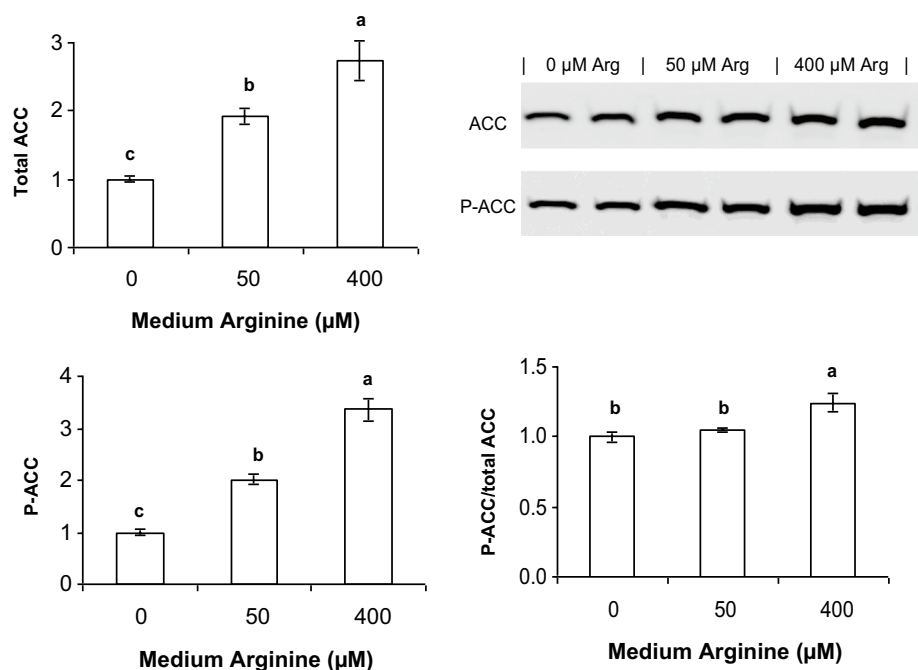 a
b
c
3
2
1
0
Total ACC
0 50 400
Medium Arginine (µM)
| 0 µM Arg | 50 µM Arg | 400 µM Arg |
ACC
P-ACC
a
b
c
4
3
2
1
0
P-ACC
0 50 400
Medium Arginine (µM)
b b a
1.5
1.0
0.5
0.0
P-ACC/total ACC
0 50 400
Medium Arginine (µM)